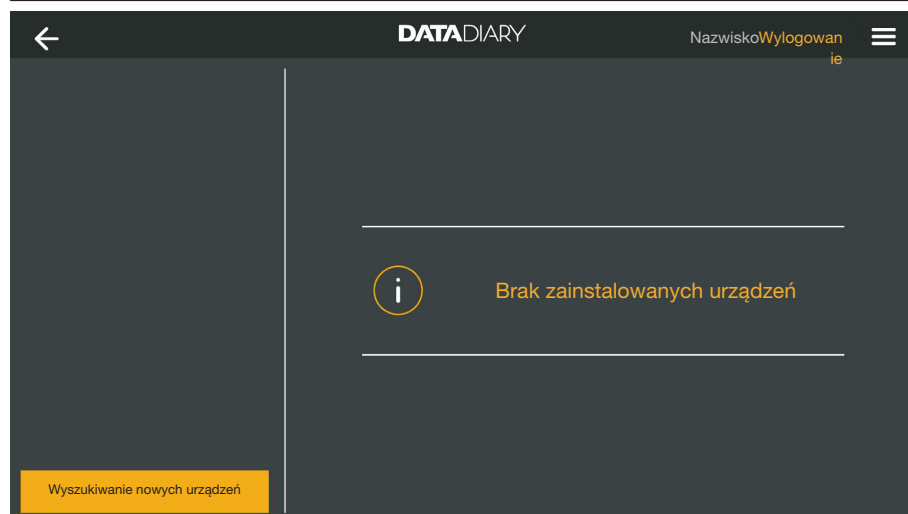 DATADIARY
NazwiskoWylogowan
ie
Brak zainstalowanych urządzeń
Wyszukiwanie nowych urządzeń